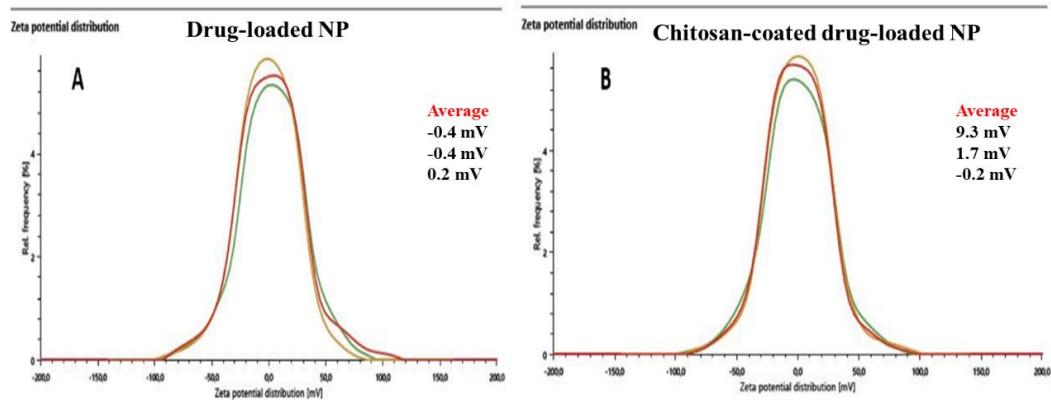 Zeta potential distribution
Drug-loaded NP
A
Average
-0.4 mV
-0.4 mV
0.2 mV
Rel. frequency [%]
4
2
0
-200,0 -150,0 -100,0 -50,0 0,0 50,0 100,0 150,0 200,0
Zeta potential distribution [mV]
Zeta potential distribution
Chitosan-coated drug-loaded NP
B
Average
9.3 mV
1.7 mV
-0.2 mV
Rel. frequency [%]
4
2
0
-200,0 -150,0 -100,0 -50,0 0,0 50,0 100,0 150,0 200,0
Zeta potential distribution [mV]